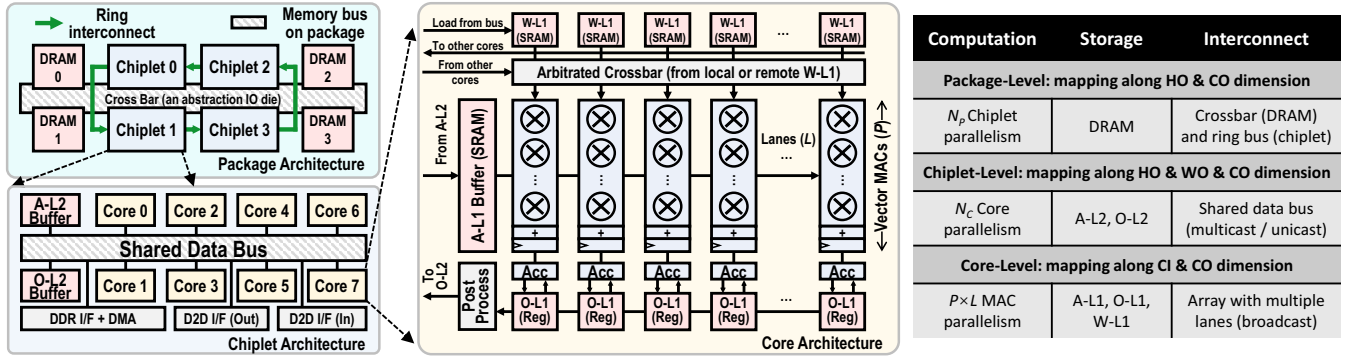 Ring
interconnect
Memory bus
on package
DRAM
0
Chiplet 0
Chiplet 2
DRAM
2
Cross Bar (an abstraction IO die)
DRAM
1
Chiplet 1
Chiplet 3
DRAM
3
Package Architecture
A-L2
Buffer
Core 0
Core 2
Core 4
Core 6
Shared Data Bus
O-L2
Buffer
Core 1
Core 3
Core 5
Core 7
DDR I/F + DMA
D2D I/F (Out)
D2D I/F (In)
Chiplet Architecture
Load from bus
W-L1
(SRAM)
W-L1
(SRAM)
W-L1
(SRAM)
W-L1
(SRAM)
...
W-L1
(SRAM)
To other cores
From other
cores
Arbitrated Crossbar (from local or remote W-L1)
From A-L2
A-L1 Buffer (SRAM)
...
...
...
...
Lanes (L)
...
...
Vector MACs (P)
+
+
+
+
+
To
O-L2
Post
Process
Acc
Acc
Acc
Acc
Acc
O-L1
(Reg)
O-L1
(Reg)
O-L1
(Reg)
O-L1
(Reg)
...
O-L1
(Reg)
Core Architecture
Computation Storage Interconnect
Package-Level: mapping along HO & CO dimension
NP Chiplet
parallelism
DRAM
Crossbar (DRAM)
and ring bus (chiplet)
Chiplet-Level: mapping along HO & WO & CO dimension
NC Core
parallelism
A-L2, O-L2
Shared data bus
(multicast / unicast)
Core-Level: mapping along CI & CO dimension
P×L MAC
parallelism
A-L1, O-L1,
W-L1
Array with multiple
lanes (broadcast)